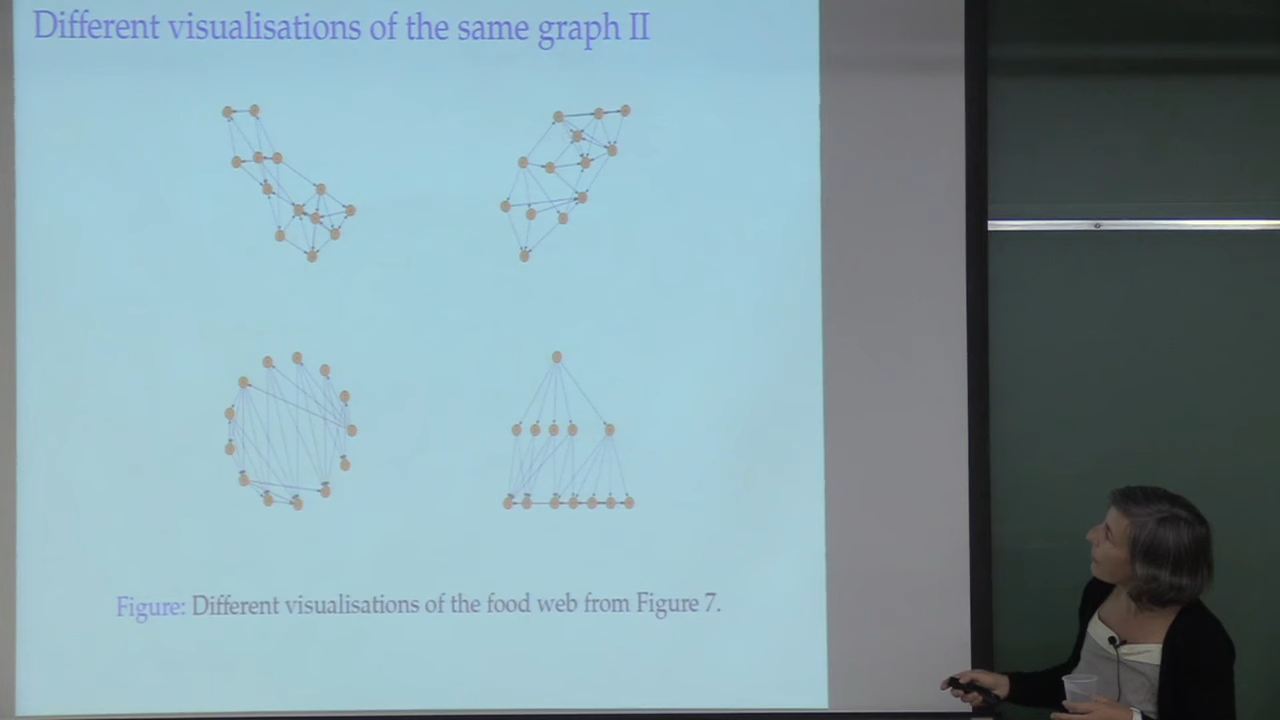 Different visualisations of the same graph II
Figure: Different visualisations of the food web from Figure 7.